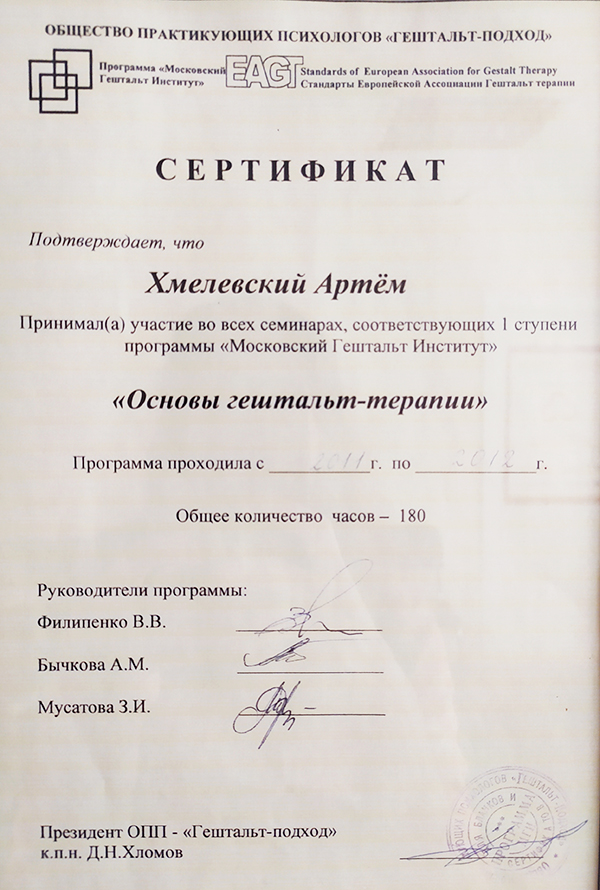 ОБЩЕСТВО ПРАКТИКУЮЩИХ ПСИХОЛОГОВ «ГЕШТАЛЬТ-ПОДХОД»
Программа «Московский
Гештальт Институт»
EAGT
Standards of European Association for Gestalt Therapy
Стандарты Европейской Ассоциации Гештальт терапии
СЕРТИФИКАТ
Подтверждает, что
Хмелевский Артём
Принимал(а) участие во всех семинарах, соответствующих 1 ступени
программы «Московский Гештальт Институт»
«Основы гештальт-терапии»
Программа проходила с 2011 г. по 2012 г.
Общее количество часов – 180
Руководители программы:
Филипенко В.В.
Бычкова А.М.
Мусатова З.И.
Президент ОПП - «Гештальт-подход»
к.п.н. Д.Н.Хломов
ПРОГРАММА